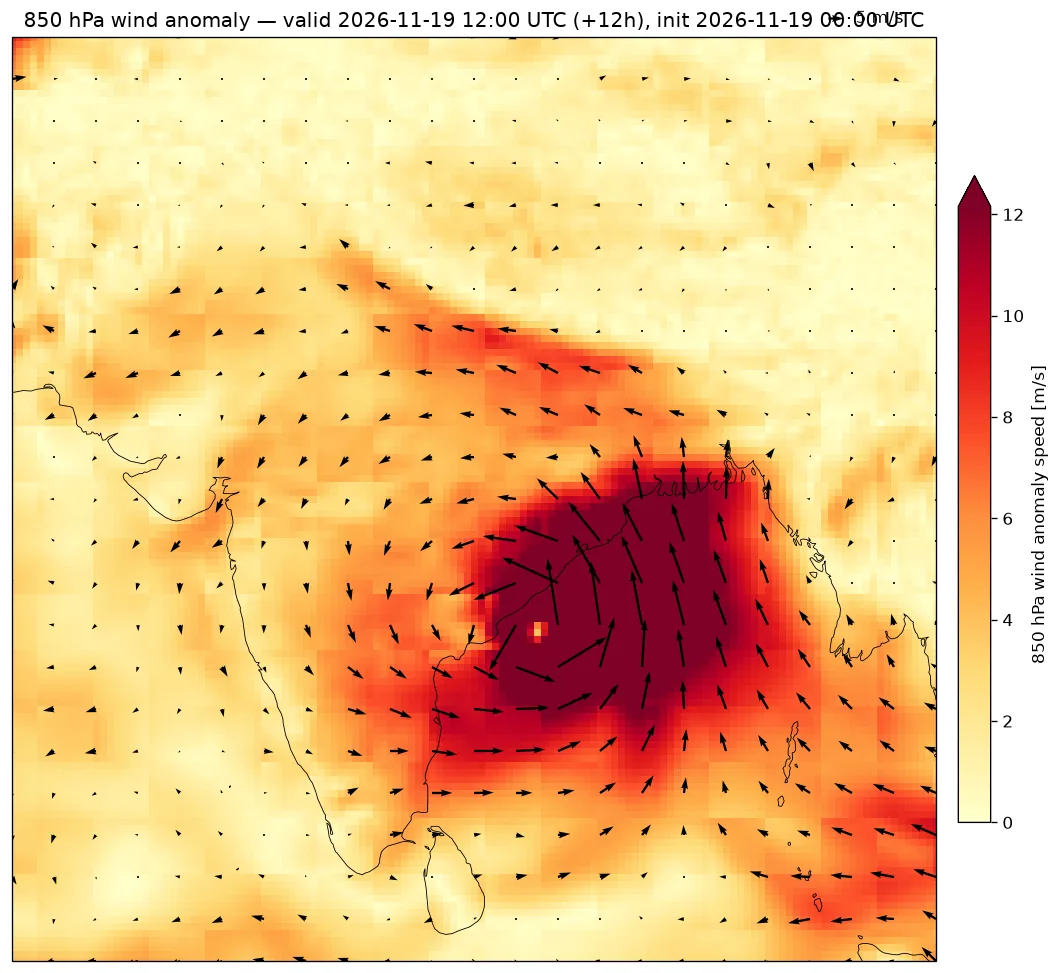 850 hPa wind anomaly — valid 2026-11-19 12:00 UTC (+12h), init 2026-11-19 00:00 UTC
5 m/s
12
10
8
6
4
2
0
850 hPa wind anomaly speed [m/s]